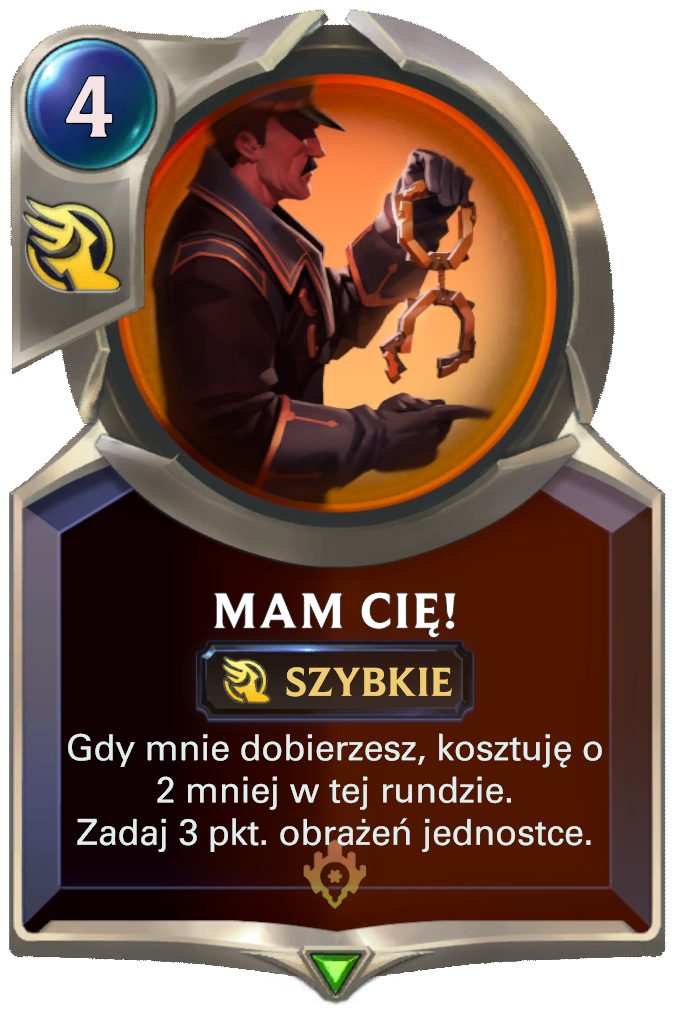 4
MAM CIĘ!
SZYBKIE
Gdy mnie dobierzesz, kosztuję o
2 mniej w tej rundzie.
Zadaj 3 pkt. obrażeń jednostce.